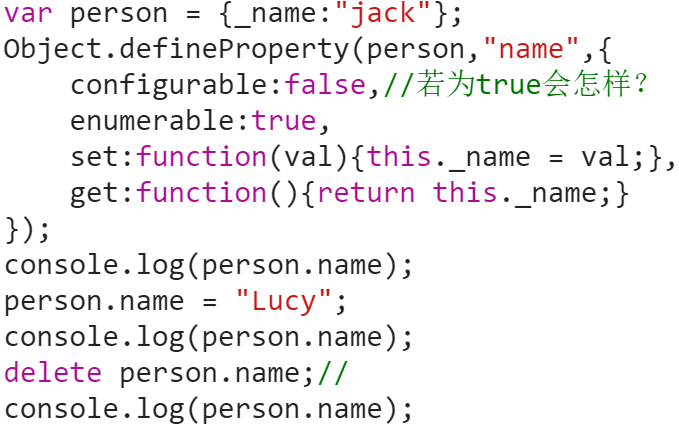 var person = {_name:"jack"};
Object.defineProperty(person,"name",{
    configurable:false,//若为true会怎样？
    enumerable:true,
    set:function(val){this._name = val;},
    get:function(){return this._name;}
});
console.log(person.name);
person.name = "Lucy";
console.log(person.name);
delete person.name;//
console.log(person.name);